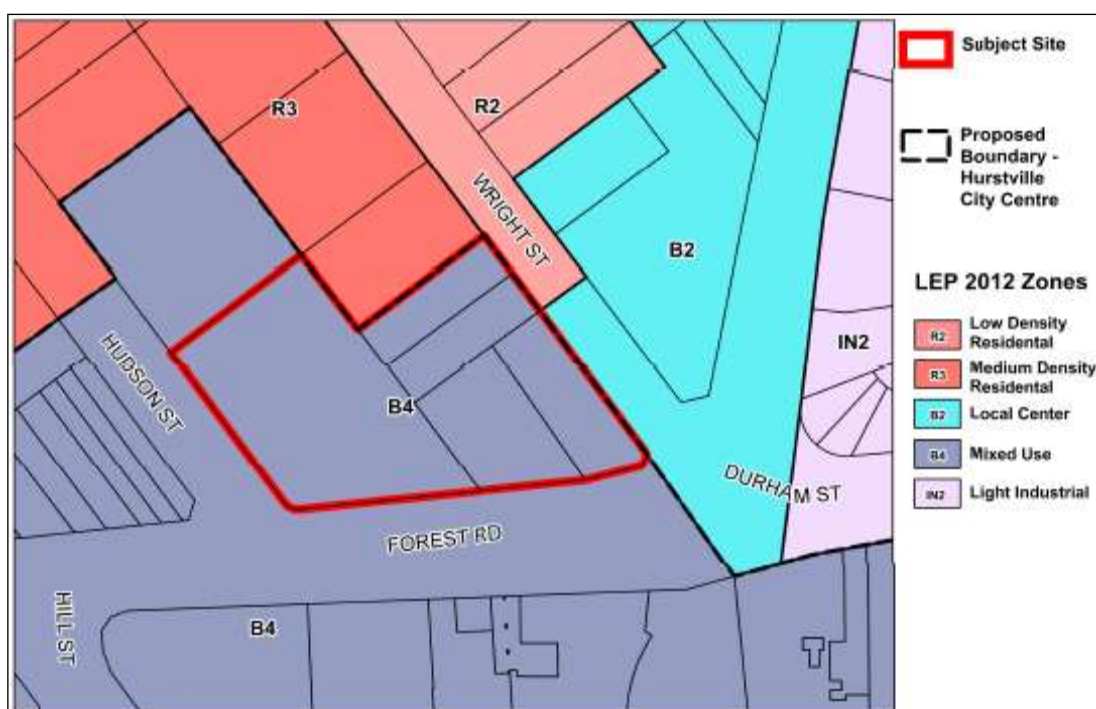 R3
R2
WRIGHT ST
B2
IN2
HUDSON ST
B4
DURHAM ST
FOREST RD
HILL ST
B4
Subject Site
Proposed
Boundary -
Hurstville
City Centre
LEP 2012 Zones
R2
Low Density
Residental
R3
Medium Density
Residental
B2
Local Center
B4
Mixed Use
IN2
Light Industrial